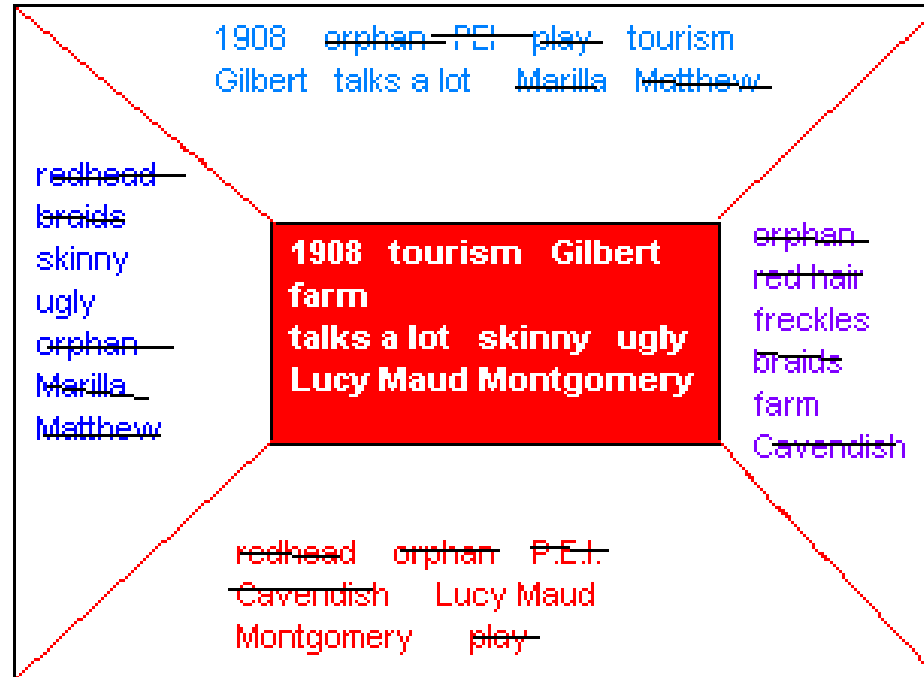 1908 orphan PEI play tourism
Gilbert talks a lot Marilla Matthew
redhead
braids
skinny
ugly
orphan
Marilla
Matthew
1908 tourism Gilbert
farm
talks a lot skinny ugly
Lucy Maud Montgomery
orphan
red hair
freckles
braids
farm
Cavendish
redhead orphan P.E.I.
Cavendish Lucy Maud
Montgomery play